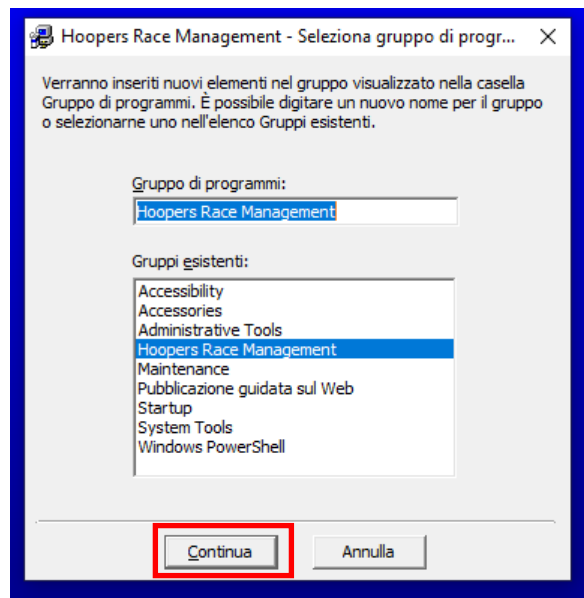 Hoopers Race Management - Seleziona gruppo di progr...
Verranno inseriti nuovi elementi nel gruppo visualizzato nella casella
Gruppo di programmi. È possibile digitare un nuovo nome per il gruppo
o selezionarne uno nell'elenco Gruppi esistenti.
Gruppo di programmi:
Hoopers Race Management
Gruppi esistenti:
Accessibility
Accessories
Administrative Tools
Hoopers Race Management
Maintenance
Pubblicazione guidata sul Web
Startup
System Tools
Windows PowerShell
Continua Annulla